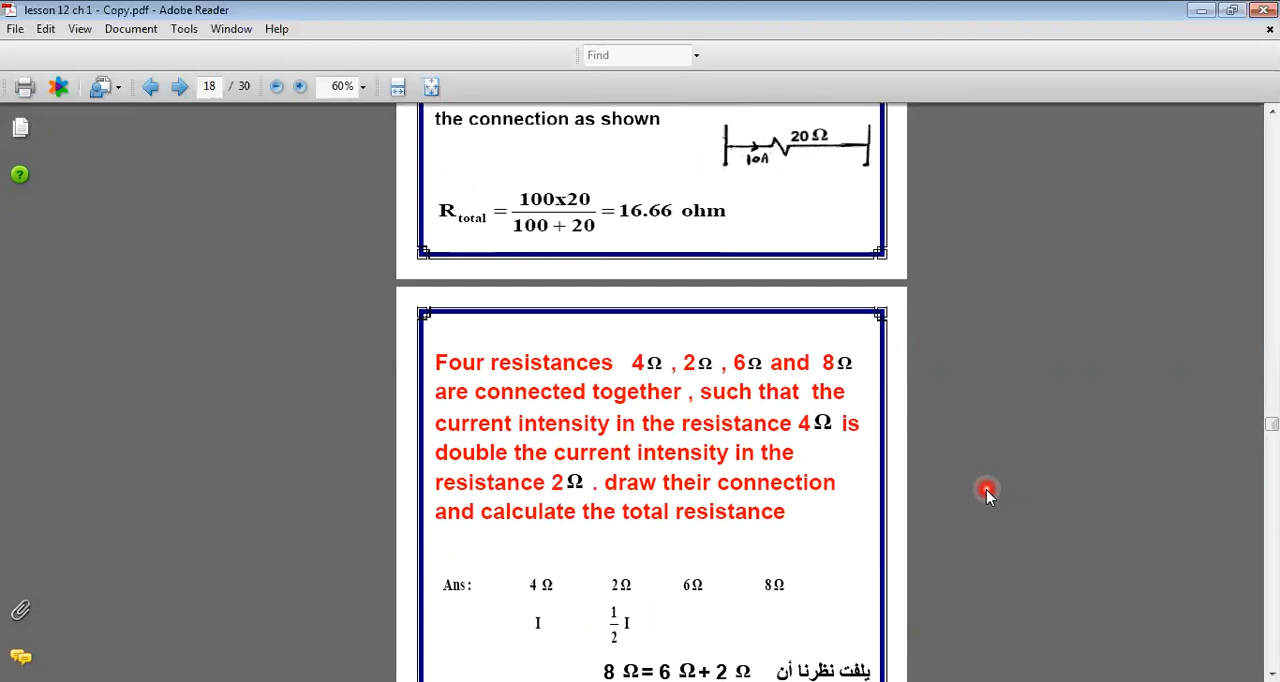 lesson 12 ch 1 - Copy.pdf - Adobe Reader
File Edit View Document Tools Window Help
Find
18 / 30 60%
the connection as shown
20 Ω
10A
R total = 100x20 / 100 + 20 = 16.66 ohm
Four resistances 4Ω , 2Ω , 6Ω and 8Ω
are connected together , such that the
current intensity in the resistance 4Ω is
double the current intensity in the
resistance 2Ω . draw their connection
and calculate the total resistance
Ans: 4 Ω 2Ω 6Ω 8Ω
I 1/2 I
8 Ω= 6 Ω+ 2 Ω يلفت نظرنا أن